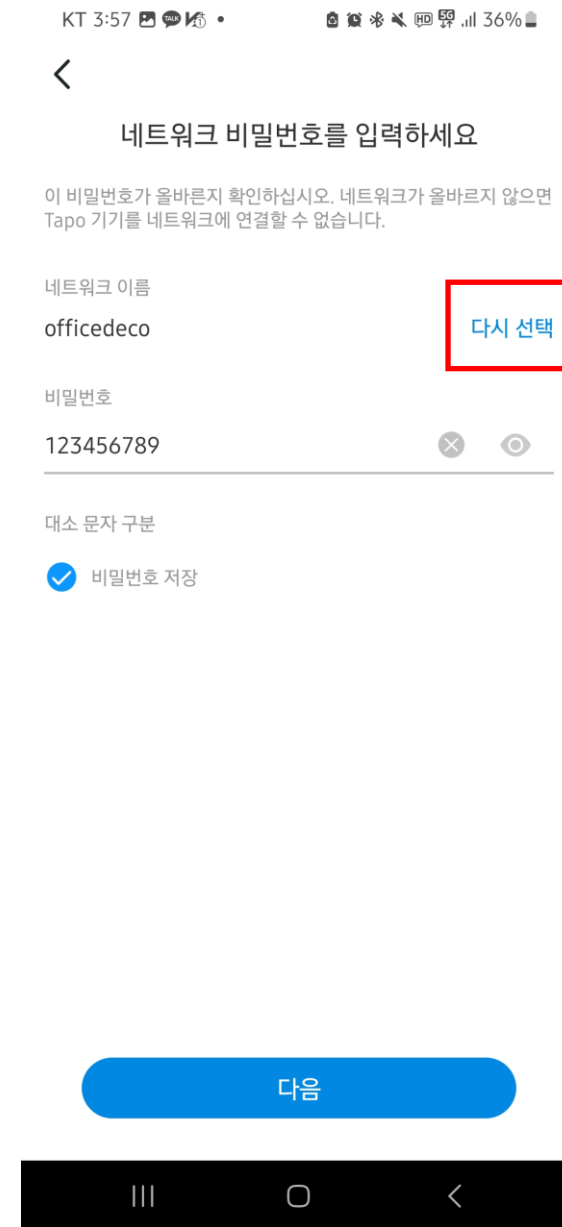 KT 3:57
HD 5G 36%
네트워크 비밀번호를 입력하세요
이 비밀번호가 올바른지 확인하십시오. 네트워크가 올바르지 않으면
Tapo 기기를 네트워크에 연결할 수 없습니다.
네트워크 이름
officedeco
다시 선택
비밀번호
123456789
대소 문자 구분
비밀번호 저장
다음